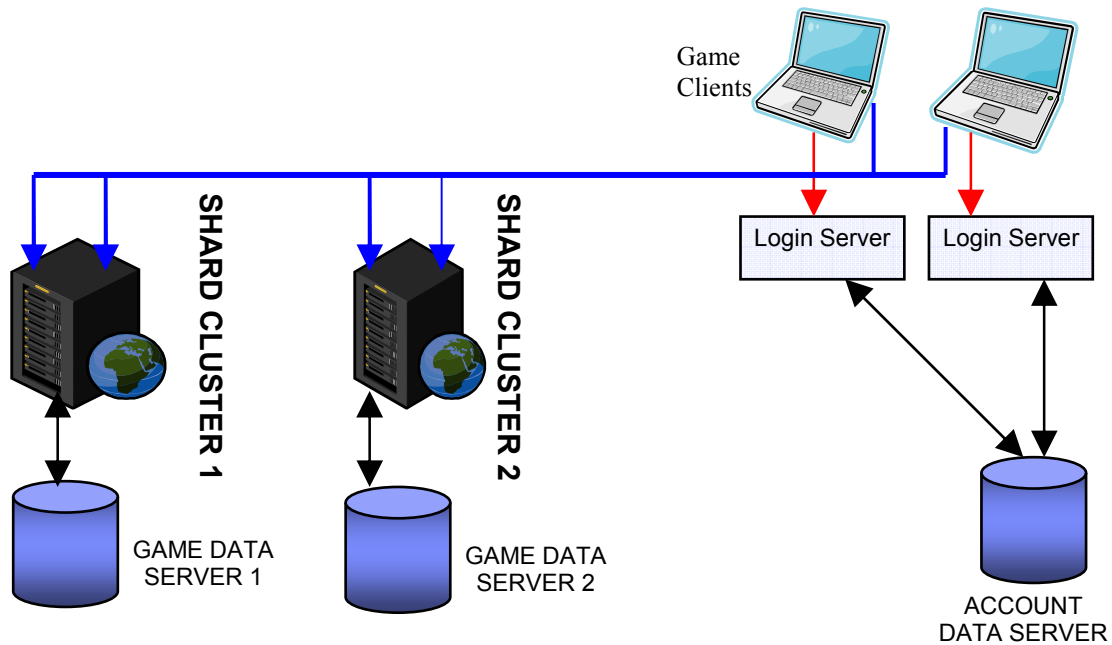 Game
Clients
SHARD CLUSTER 1
SHARD CLUSTER 2
Login Server
Login Server
GAME DATA
SERVER 1
GAME DATA
SERVER 2
ACCOUNT
DATA SERVER